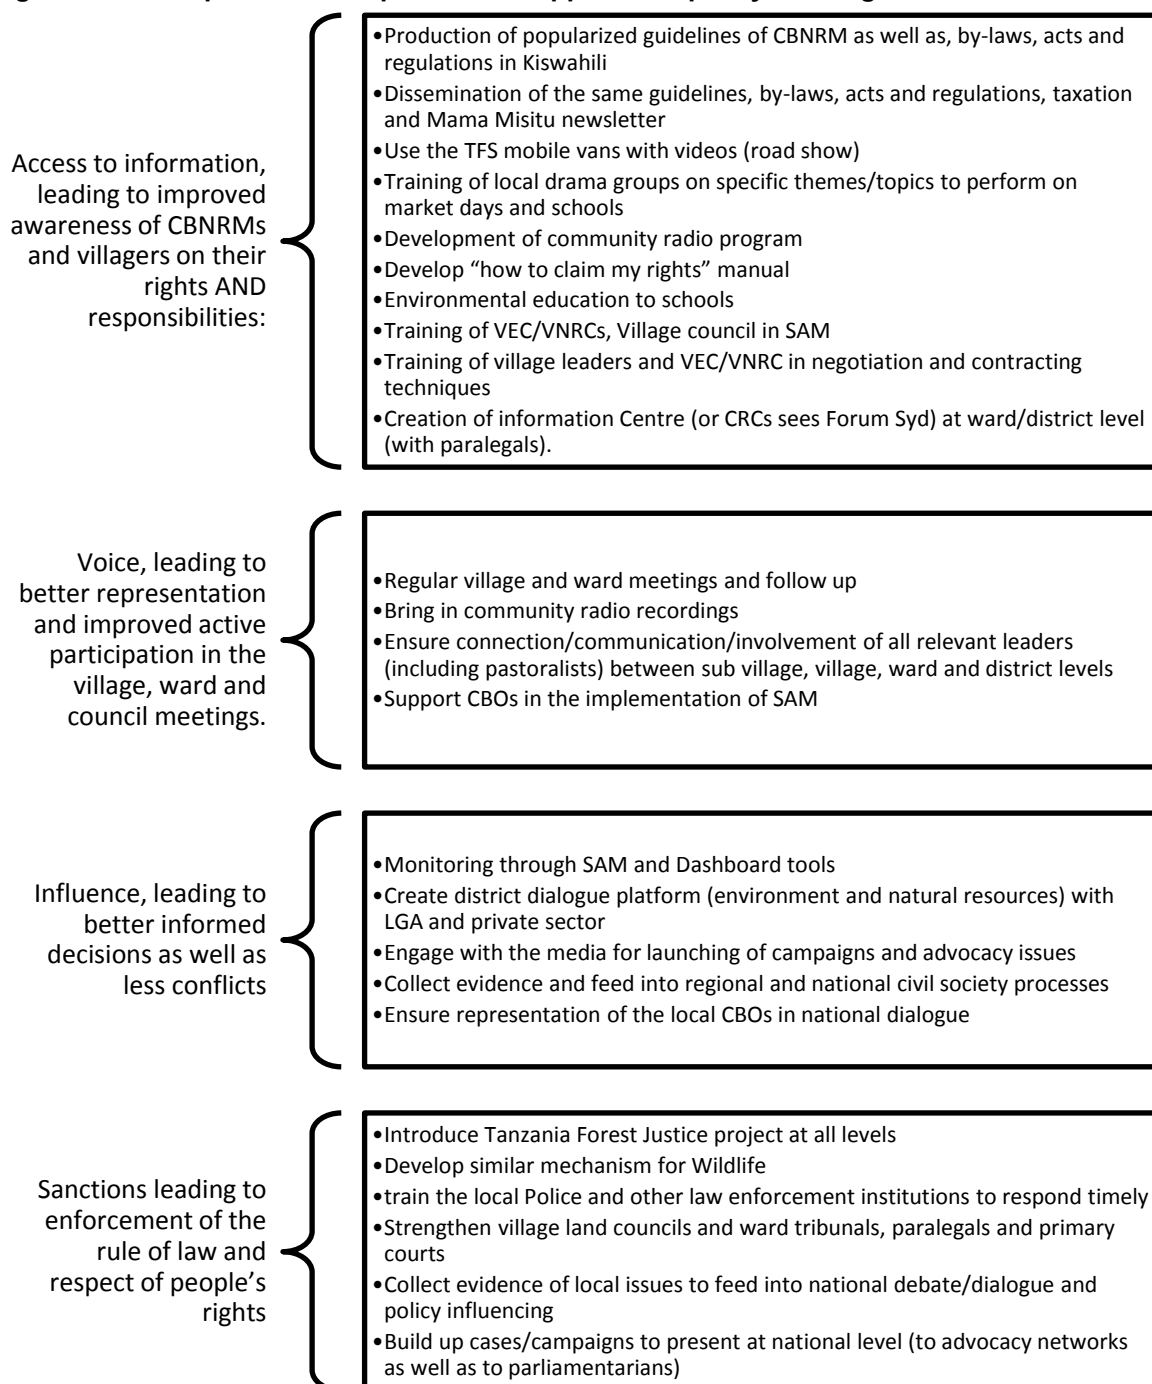 Access to information,
leading to improved
awareness of CBNRMs
and villagers on their
rights AND
responsibilities:
•Production of popularized guidelines of CBNRM as well as, by-laws, acts and
regulations in Kiswahili
•Dissemination of the same guidelines, by-laws, acts and regulations, taxation
and Mama Misitu newsletter
•Use the TFS mobile vans with videos (road show)
•Training of local drama groups on specific themes/topics to perform on
market days and schools
•Development of community radio program
•Develop “how to claim my rights” manual
•Environmental education to schools
•Training of VEC/VNRCs, Village council in SAM
•Training of village leaders and VEC/VNRC in negotiation and contracting
techniques
•Creation of information Centre (or CRCs sees Forum Syd) at ward/district level
(with paralegals).
Voice, leading to
better representation
and improved active
participation in the
village, ward and
council meetings.
•Regular village and ward meetings and follow up
•Bring in community radio recordings
•Ensure connection/communication/involvement of all relevant leaders
(including pastoralists) between sub village, village, ward and district levels
•Support CBOs in the implementation of SAM
Influence, leading to
better informed
decisions as well as
less conflicts
•Monitoring through SAM and Dashboard tools
•Create district dialogue platform (environment and natural resources) with
LGA and private sector
•Engage with the media for launching of campaigns and advocacy issues
•Collect evidence and feed into regional and national civil society processes
•Ensure representation of the local CBOs in national dialogue
Sanctions leading to
enforcement of the
rule of law and
respect of people’s
rights
•Introduce Tanzania Forest Justice project at all levels
•Develop similar mechanism for Wildlife
•train the local Police and other law enforcement institutions to respond timely
•Strengthen village land councils and ward tribunals, paralegals and primary
courts
•Collect evidence of local issues to feed into national debate/dialogue and
policy influencing
•Build up cases/campaigns to present at national level (to advocacy networks
as well as to parliamentarians)